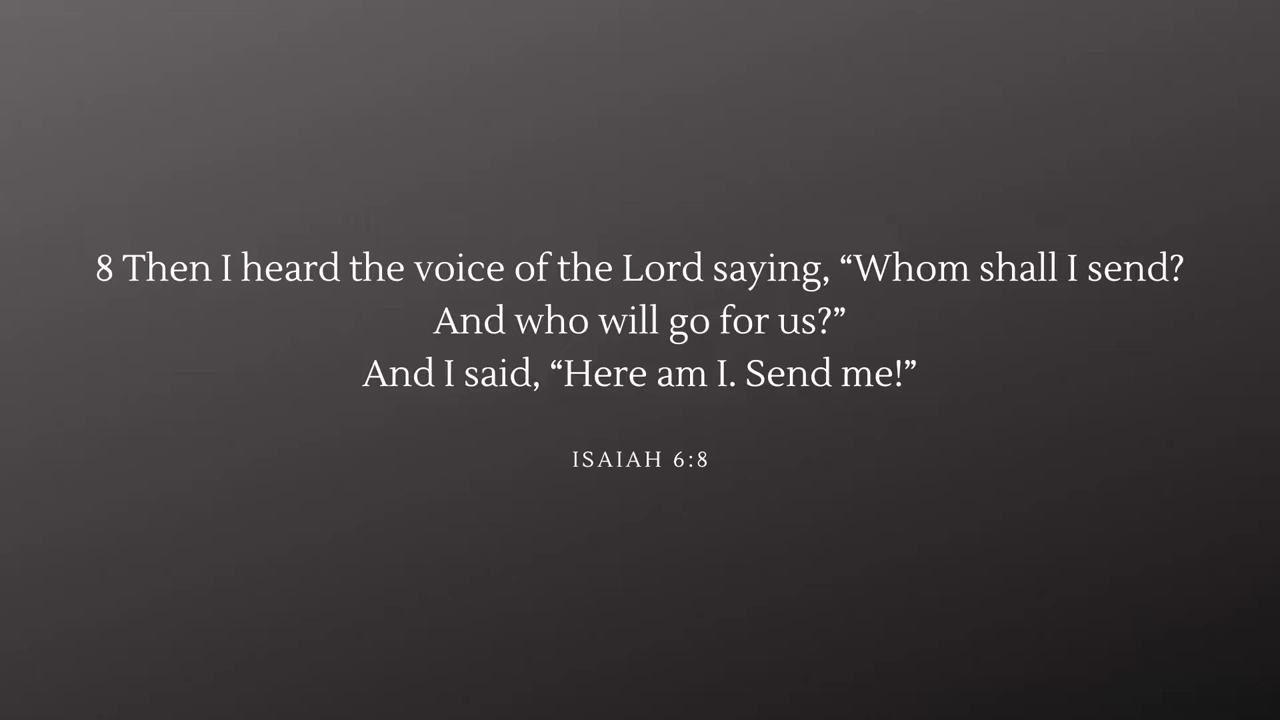 8 Then I heard the voice of the Lord saying, “Whom shall I send?
And who will go for us?”
And I said, “Here am I. Send me!”
ISAIAH 6:8